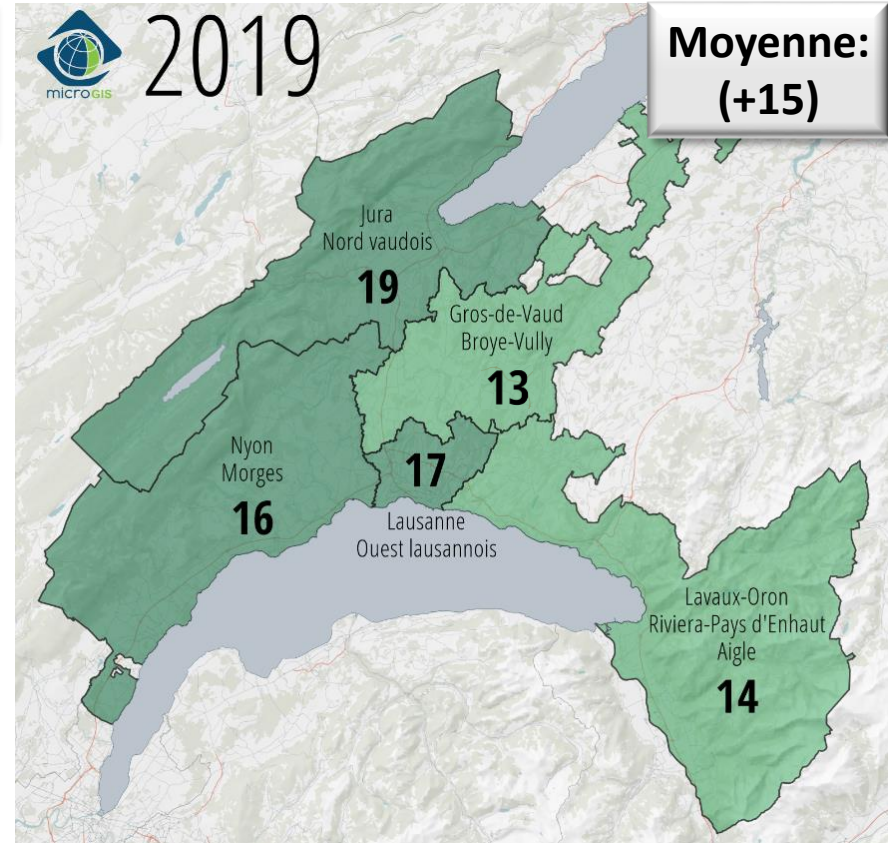 microGIS
2019
Moyenne:
(+15)
Jura
Nord vaudois
19
Gros-de-Vaud
Broye-Vully
13
Nyon
Morges
16
17
Lausanne
Ouest lausannois
Lavaux-Oron
Riviera-Pays d'Enhaut
Aigle
14